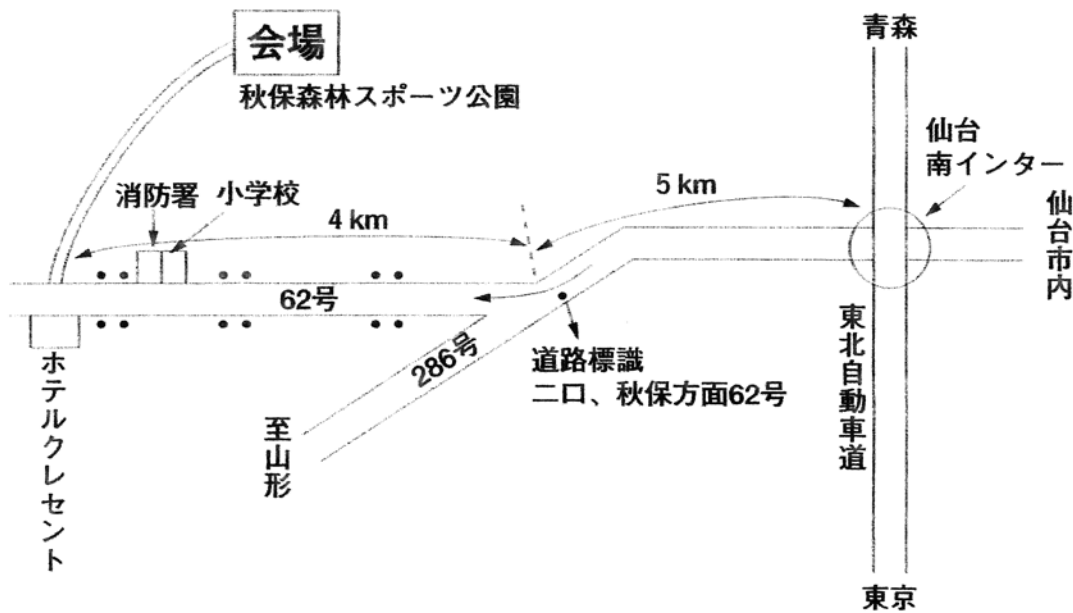 会場
秋保森林スポーツ公園
青森
仙台
南インター
仙台市内
5 km
消防署
小学校
4 km
62号
286号
道路標識
二口、秋保方面62号
東北自動車道
ホテルクレセント
至山形
東京